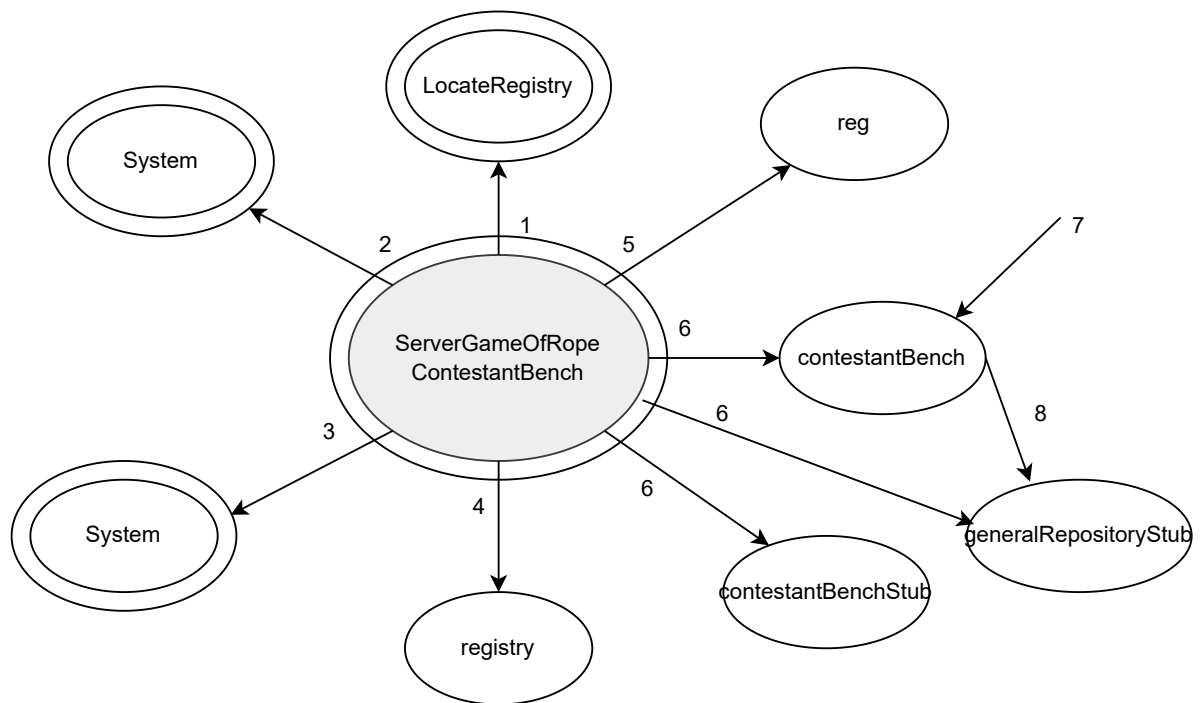 LocateRegistry
reg
System
1
2
5
7
6
ServerGameOfRope
ContestantBench
contestantBench
6
8
3
6
4
System
generalRepositoryStub
contestantBenchStub
registry